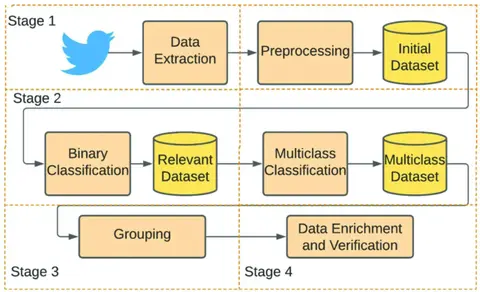 Stage 1
Data
Extraction
Preprocessing
Initial
Dataset
Stage 2
Binary
Classification
Relevant
Dataset
Multiclass
Classification
Multiclass
Dataset
Grouping
Data Enrichment
and Verification
Stage 3
Stage 4